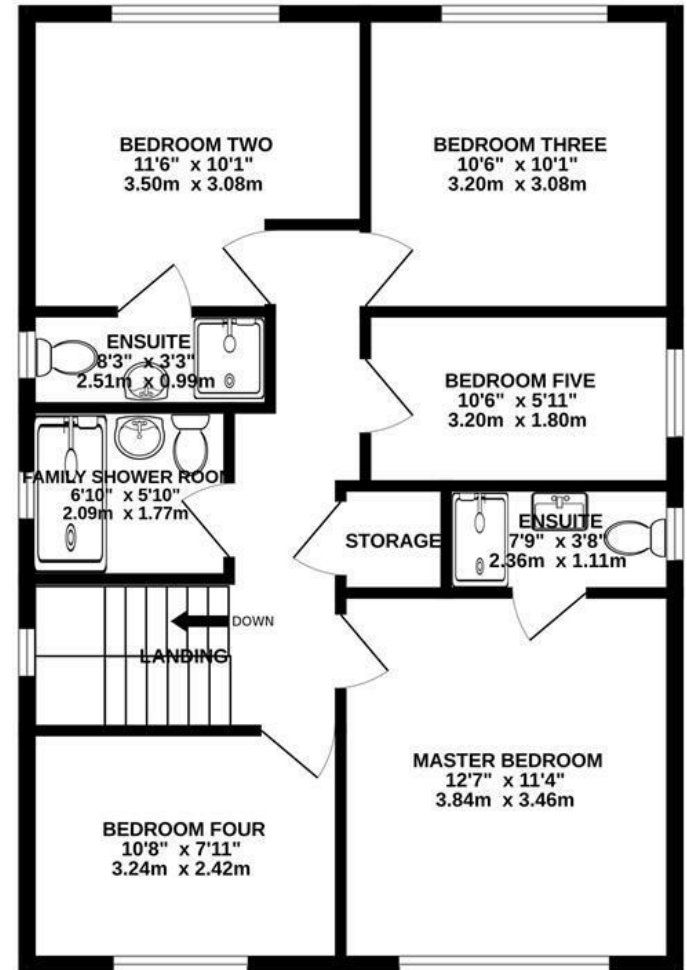 BEDROOM TWO
11'6" x 10'1"
3.50m x 3.08m
BEDROOM THREE
10'6" x 10'1"
3.20m x 3.08m
ENSUITE
8'3" x 3'3"
2.51m x 0.99m
BEDROOM FIVE
10'6" x 5'11"
3.20m x 1.80m
FAMILY SHOWER ROOM
6'10" x 5'10"
2.09m x 1.77m
STORAGE
ENSUITE
7'9" x 3'8"
2.36m x 1.11m
DOWN
LANDING
MASTER BEDROOM
12'7" x 11'4"
3.84m x 3.46m
BEDROOM FOUR
10'8" x 7'11"
3.24m x 2.42m